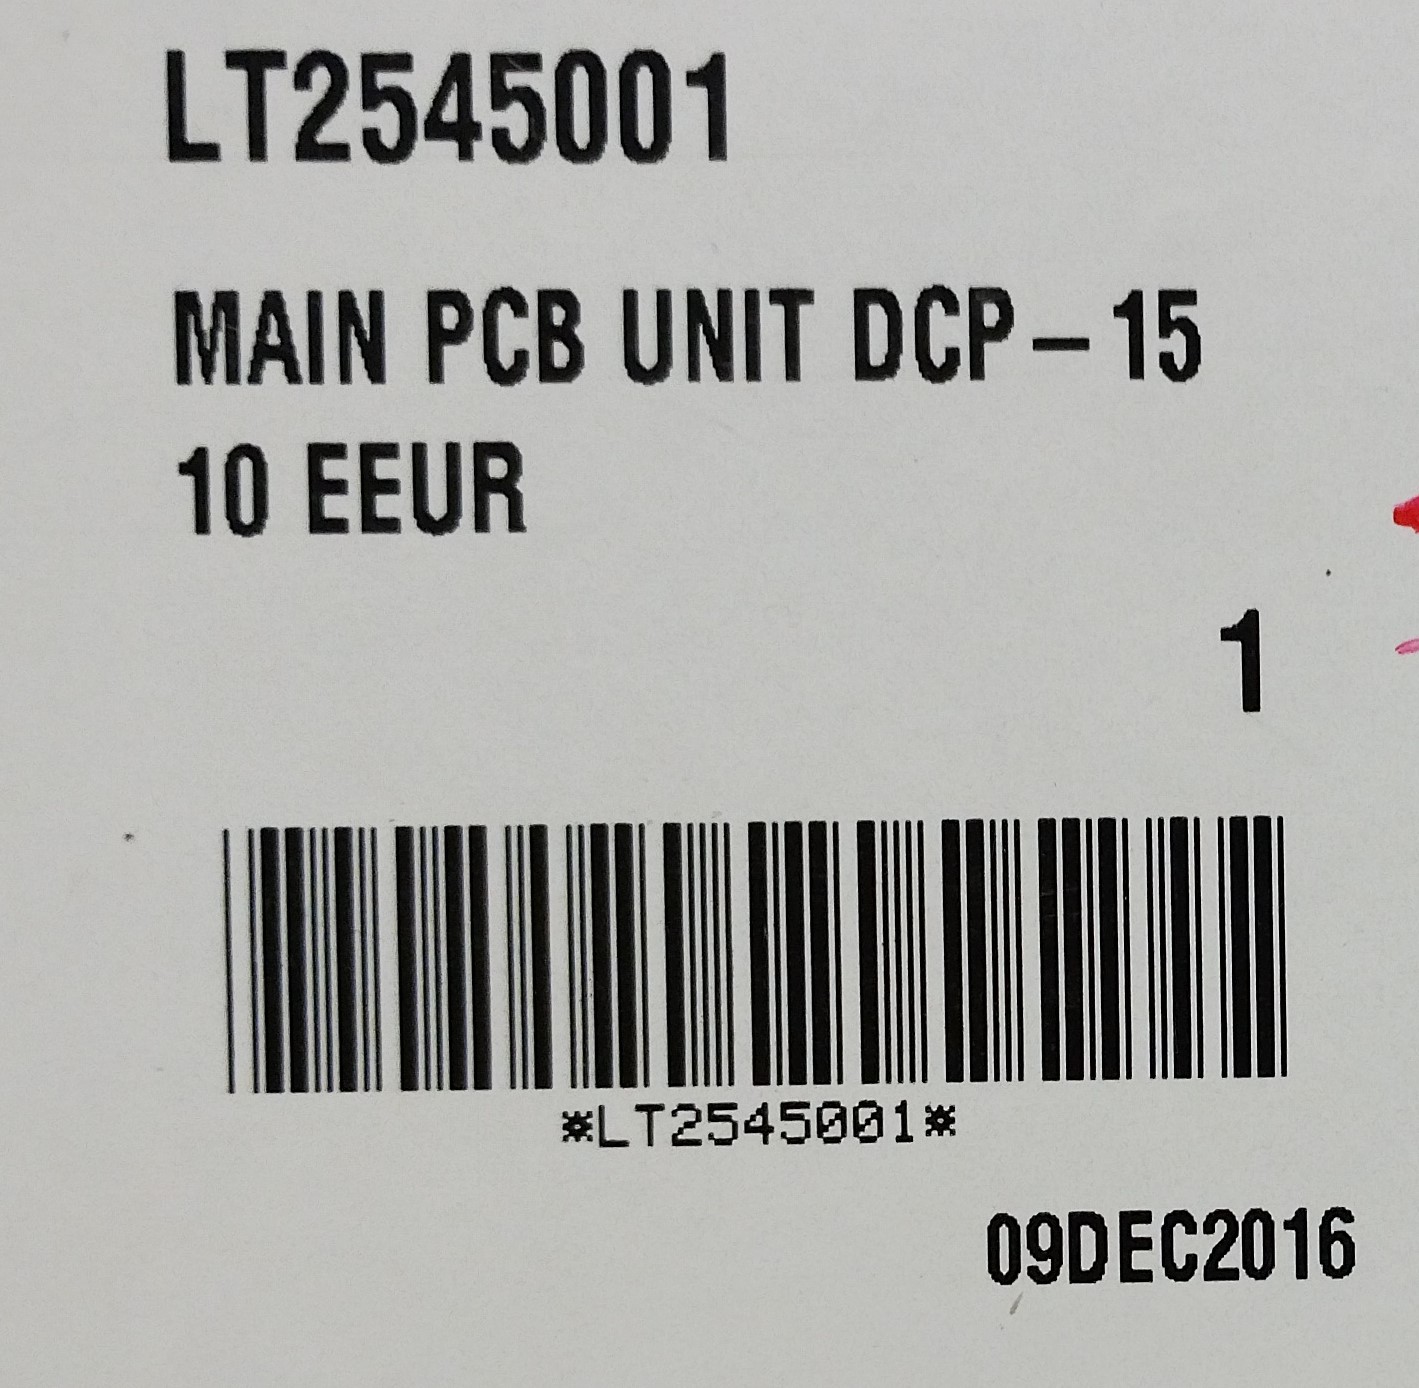 LT2545001
MAIN PCB UNIT DCP-15
10 EEUR
1
*LT2545001*
09DEC2016